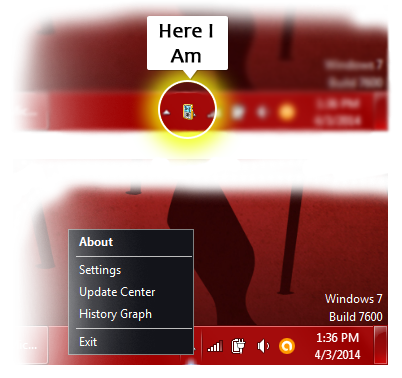 Here I
Am
Windows 7
Build 7600
1:36 PM
4/3/2014
About
Settings
Update Center
History Graph
Exit
Windows 7
Build 7600
1:36 PM
4/3/2014